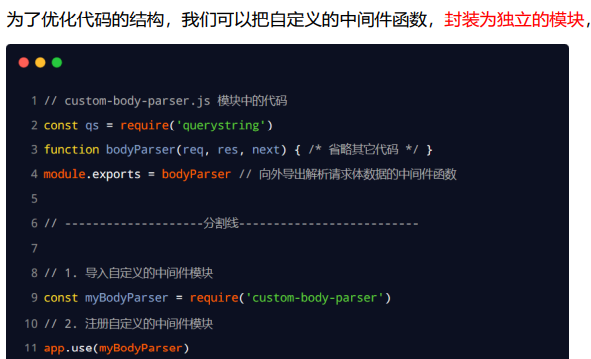 为了优化代码的结构，我们可以把自定义的中间件函数，封装为独立的模块，
1 // custom-body-parser.js 模块中的代码
2 const qs = require('querystring')
3 function bodyParser(req, res, next) { /* 省略其它代码 */ }
4 module.exports = bodyParser // 向外导出解析请求体数据的中间件函数
5
6 // --------------------分割线--------------------------
7
8 // 1. 导入自定义的中间件模块
9 const myBodyParser = require('custom-body-parser')
10 // 2. 注册自定义的中间件模块
11 app.use(myBodyParser)